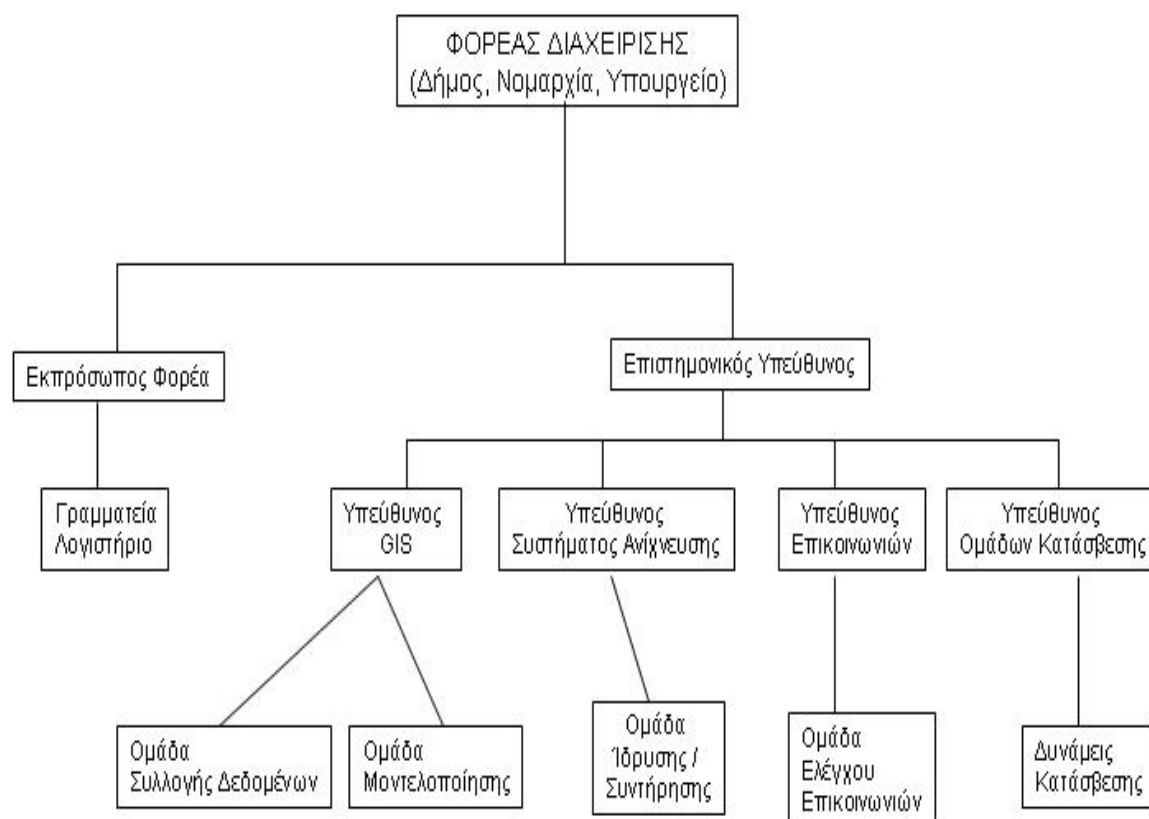 ΦΟΡΕΑΣ ΔΙΑΧΕΙΡΙΣΗΣ
(Δήμος, Νομαρχία, Υπουργείο)
Εκπρόσωπος Φορέα
Επιστημονικός Υπεύθυνος
Γραμματεία
Λογιστήριο
Υπεύθυνος
GIS
Υπεύθυνος
Συστήματος Ανίχνευσης
Υπεύθυνος
Επικοινωνιών
Υπεύθυνος
Ομάδων Κατάσβεσης
Ομάδα
Συλλογής Δεδομένων
Ομάδα
Μοντελοποίησης
Ομάδα
Ίδρυσης /
Συντήρησης
Ομάδα
Ελέγχου
Επικοινωνιών
Δυνάμεις
Κατάσβεσης